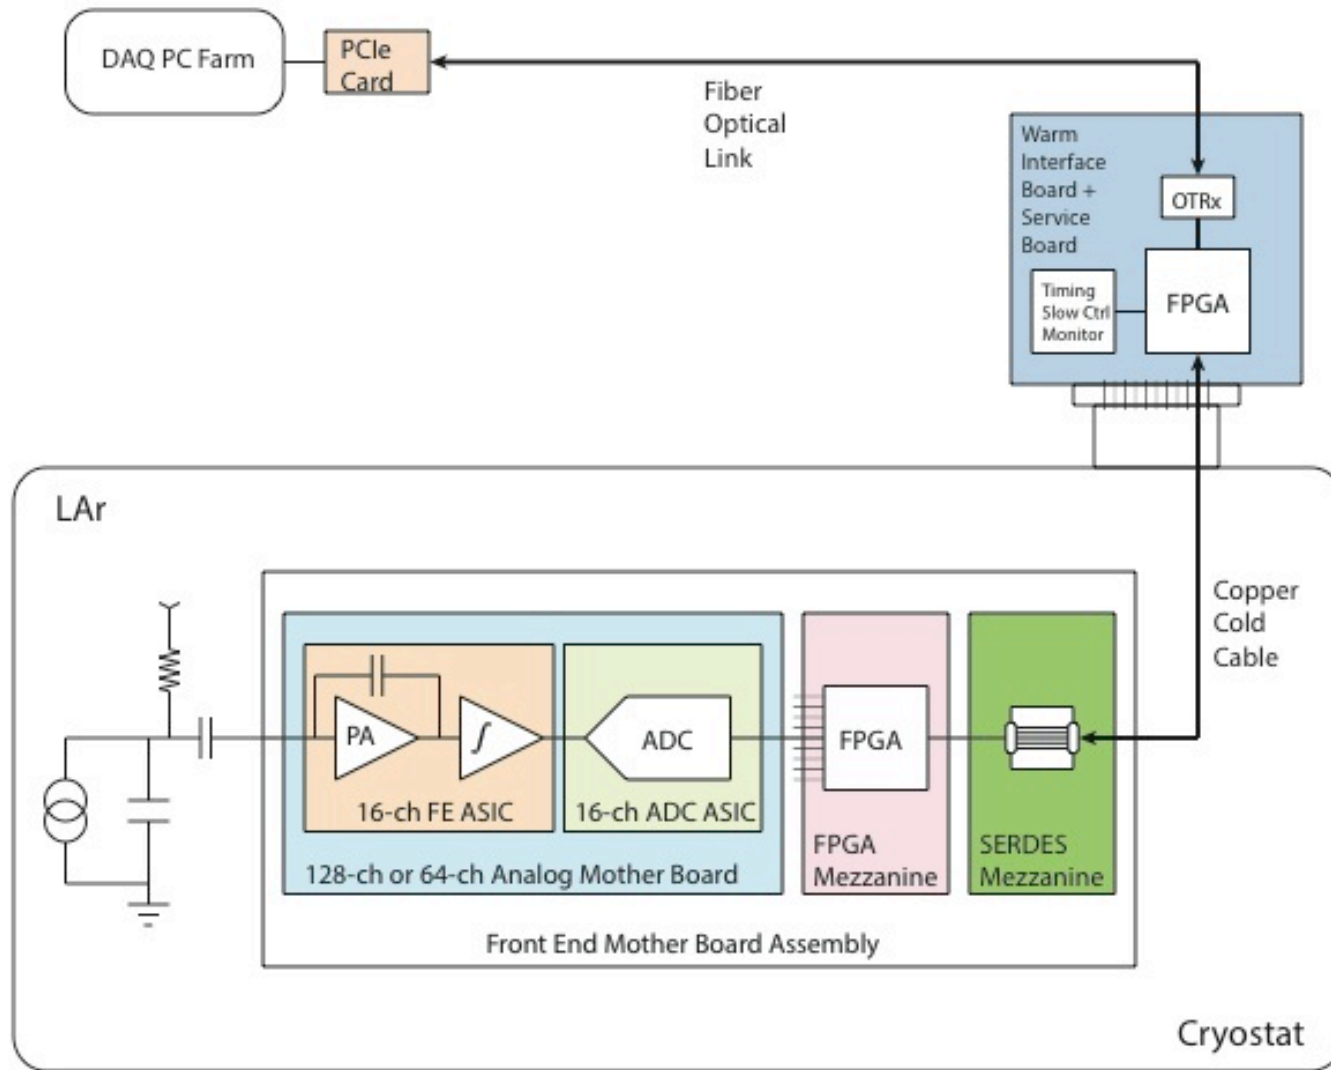 DAQ PC Farm
PCIe
Card
Fiber
Optical
Link
Warm
Interface
Board +
Service
Board
OTRx
Timing
Slow Ctrl
Monitor
FPGA
LAr
Copper
Cold
Cable
PA
∫
ADC
FPGA
16-ch FE ASIC
16-ch ADC ASIC
128-ch or 64-ch Analog Mother Board
FPGA
Mezzanine
SERDES
Mezzanine
Front End Mother Board Assembly
Cryostat